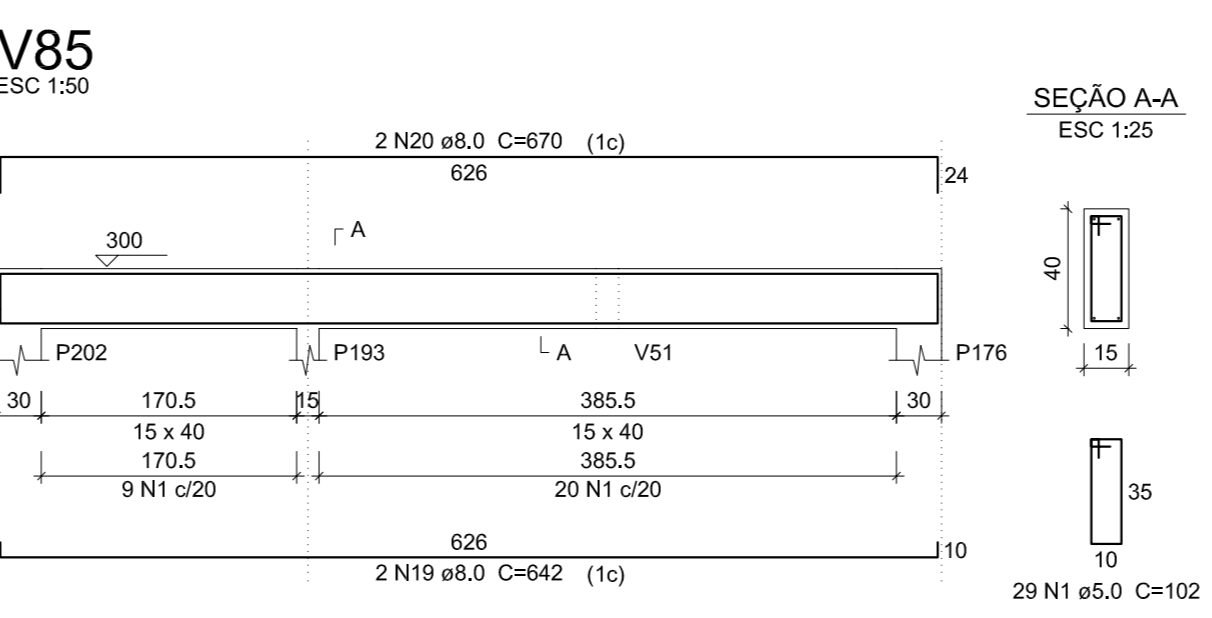 V85
ESC 1:50
SEÇÃO A-A
ESC 1:25
2 N20 ø8.0 C=670 (1c)
626
24
A
300
40
15
P202
P193
A
V51
P176
30
170.5
15
385.5
30
15 x 40
15 x 40
170.5
385.5
9 N1 c/20
20 N1 c/20
35
10
29 N1 ø5.0 C=102
626
10
2 N19 ø8.0 C=642 (1c)